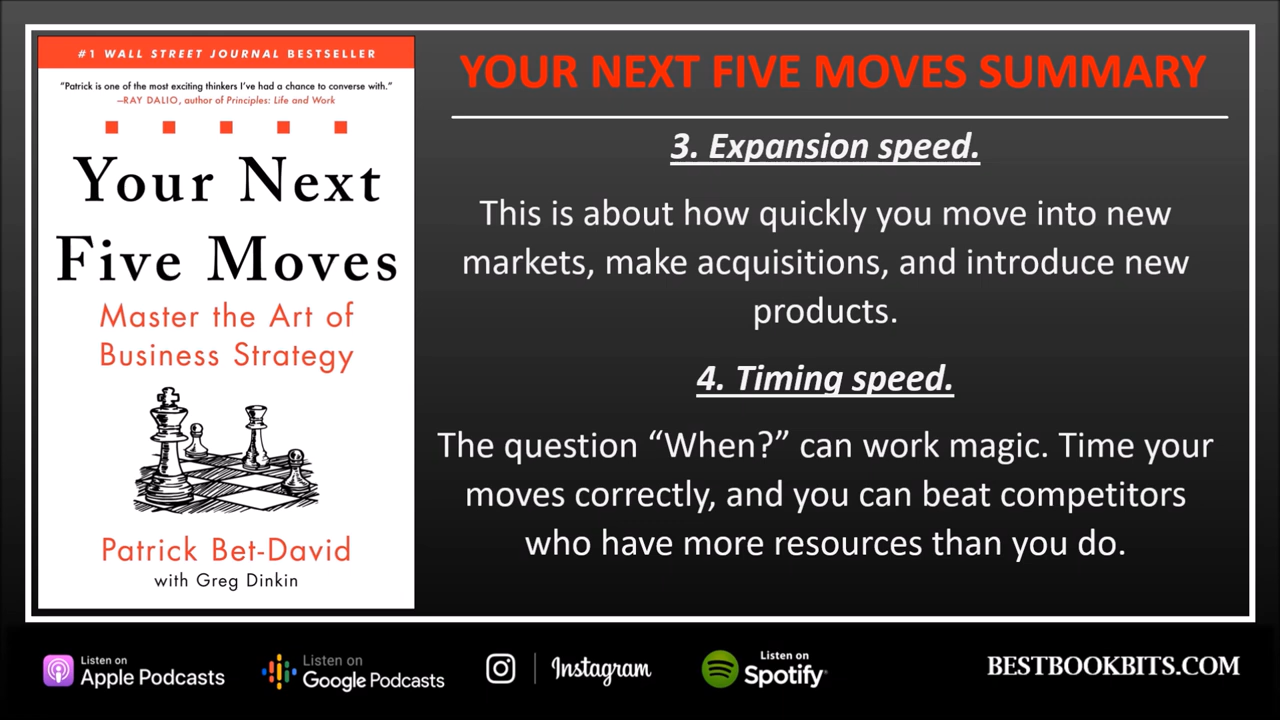 #1 WALL STREET JOURNAL BESTSELLER
“Patrick is one of the most exciting thinkers I’ve had a chance to converse with.”
—RAY DALIO, author of Principles: Life and Work
Your Next
Five Moves
Master the Art of
Business Strategy
Patrick Bet-David
with Greg Dinkin
YOUR NEXT FIVE MOVES SUMMARY
3. Expansion speed.
This is about how quickly you move into new
markets, make acquisitions, and introduce new
products.
4. Timing speed.
The question “When?” can work magic. Time your
moves correctly, and you can beat competitors
who have more resources than you do.
Listen on
Apple Podcasts
Listen on
Google Podcasts
Instagram
Listen on
Spotify
BESTBOOKBITS.COM